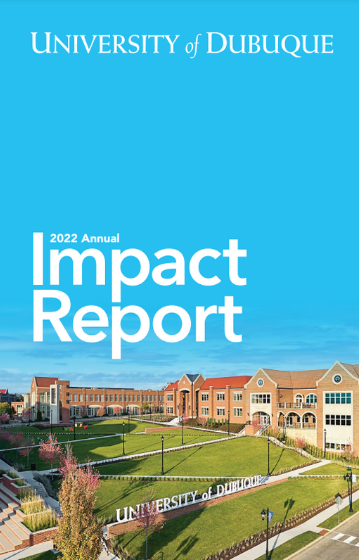 UNIVERSITY of DUBUQUE
2022 Annual
Impact
Report
UNIVERSITY of DUBUQUE